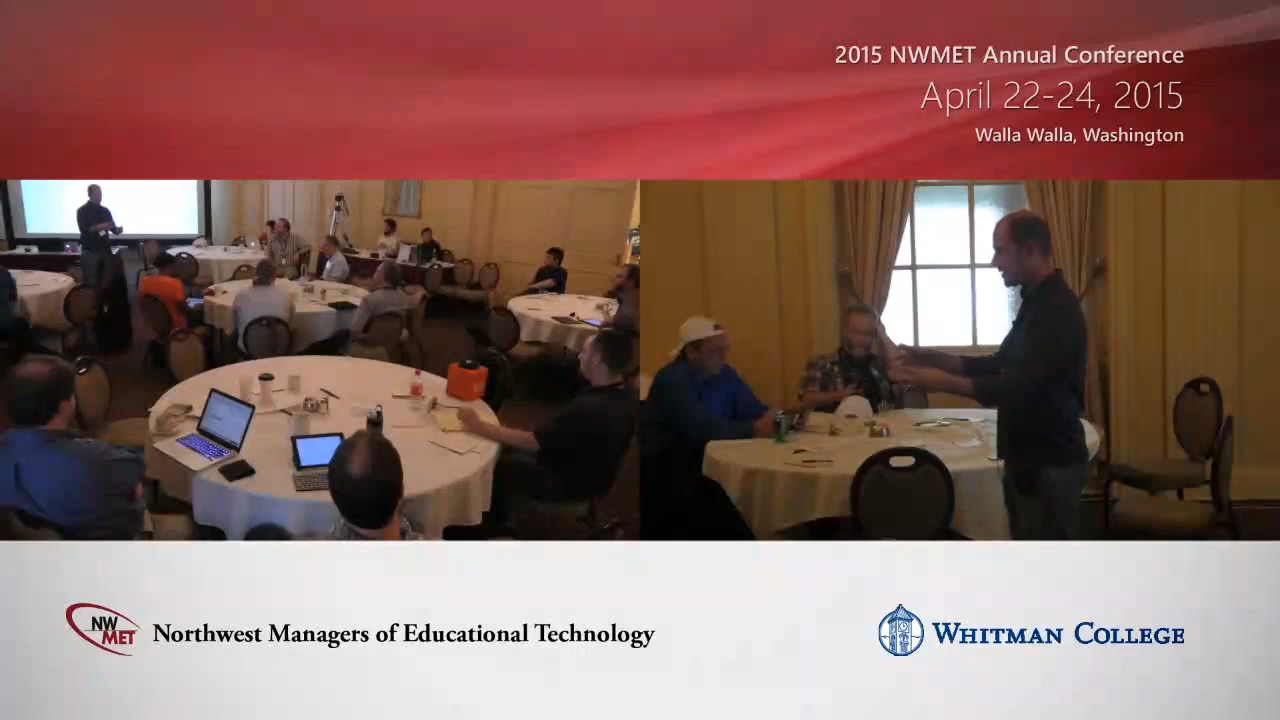 2015 NWMET Annual Conference
April 22-24, 2015
Walla Walla, Washington
NW
MET
Northwest Managers of Educational Technology
WHITMAN COLLEGE